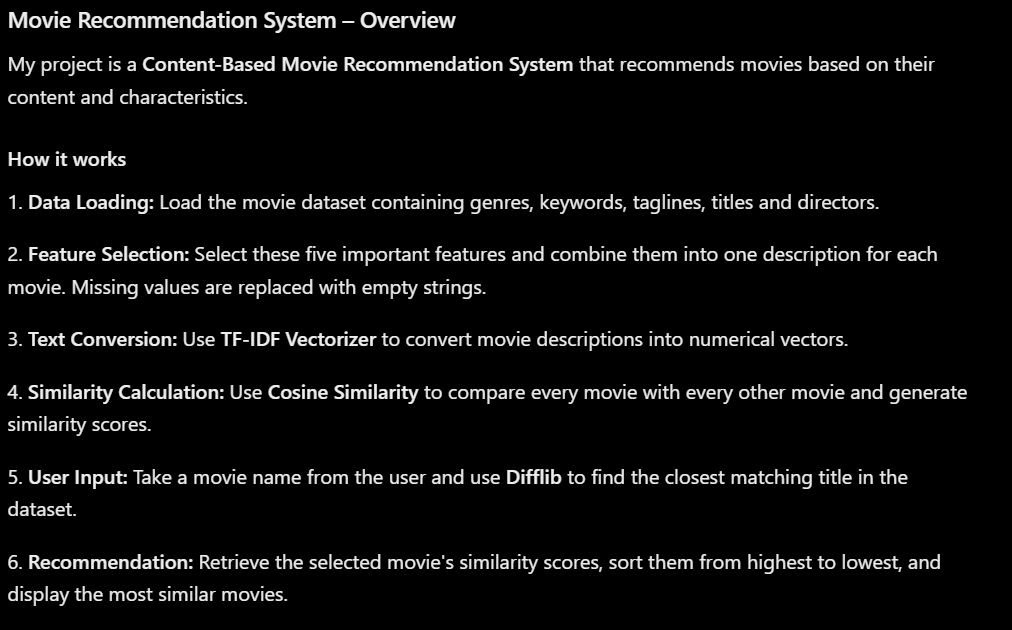 Movie Recommendation System – Overview
My project is a Content-Based Movie Recommendation System that recommends movies based on their
content and characteristics.
How it works
1. Data Loading: Load the movie dataset containing genres, keywords, taglines, titles and directors.
2. Feature Selection: Select these five important features and combine them into one description for each
movie. Missing values are replaced with empty strings.
3. Text Conversion: Use TF-IDF Vectorizer to convert movie descriptions into numerical vectors.
4. Similarity Calculation: Use Cosine Similarity to compare every movie with every other movie and generate
similarity scores.
5. User Input: Take a movie name from the user and use Difflib to find the closest matching title in the
dataset.
6. Recommendation: Retrieve the selected movie's similarity scores, sort them from highest to lowest, and
display the most similar movies.